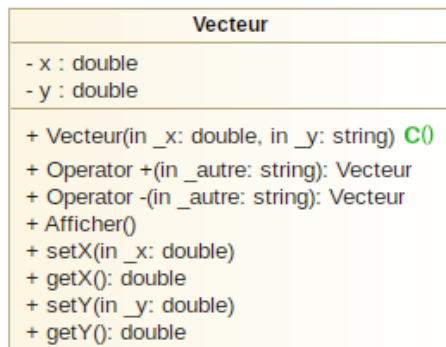 Vecteur
- x : double
- y : double
+ Vecteur(in _x: double, in _y: string) C()
+ Operator +(in _autre: string): Vecteur
+ Operator -(in _autre: string): Vecteur
+ Afficher()
+ setX(in _x: double)
+ getX(): double
+ setY(in _y: double)
+ getY(): double